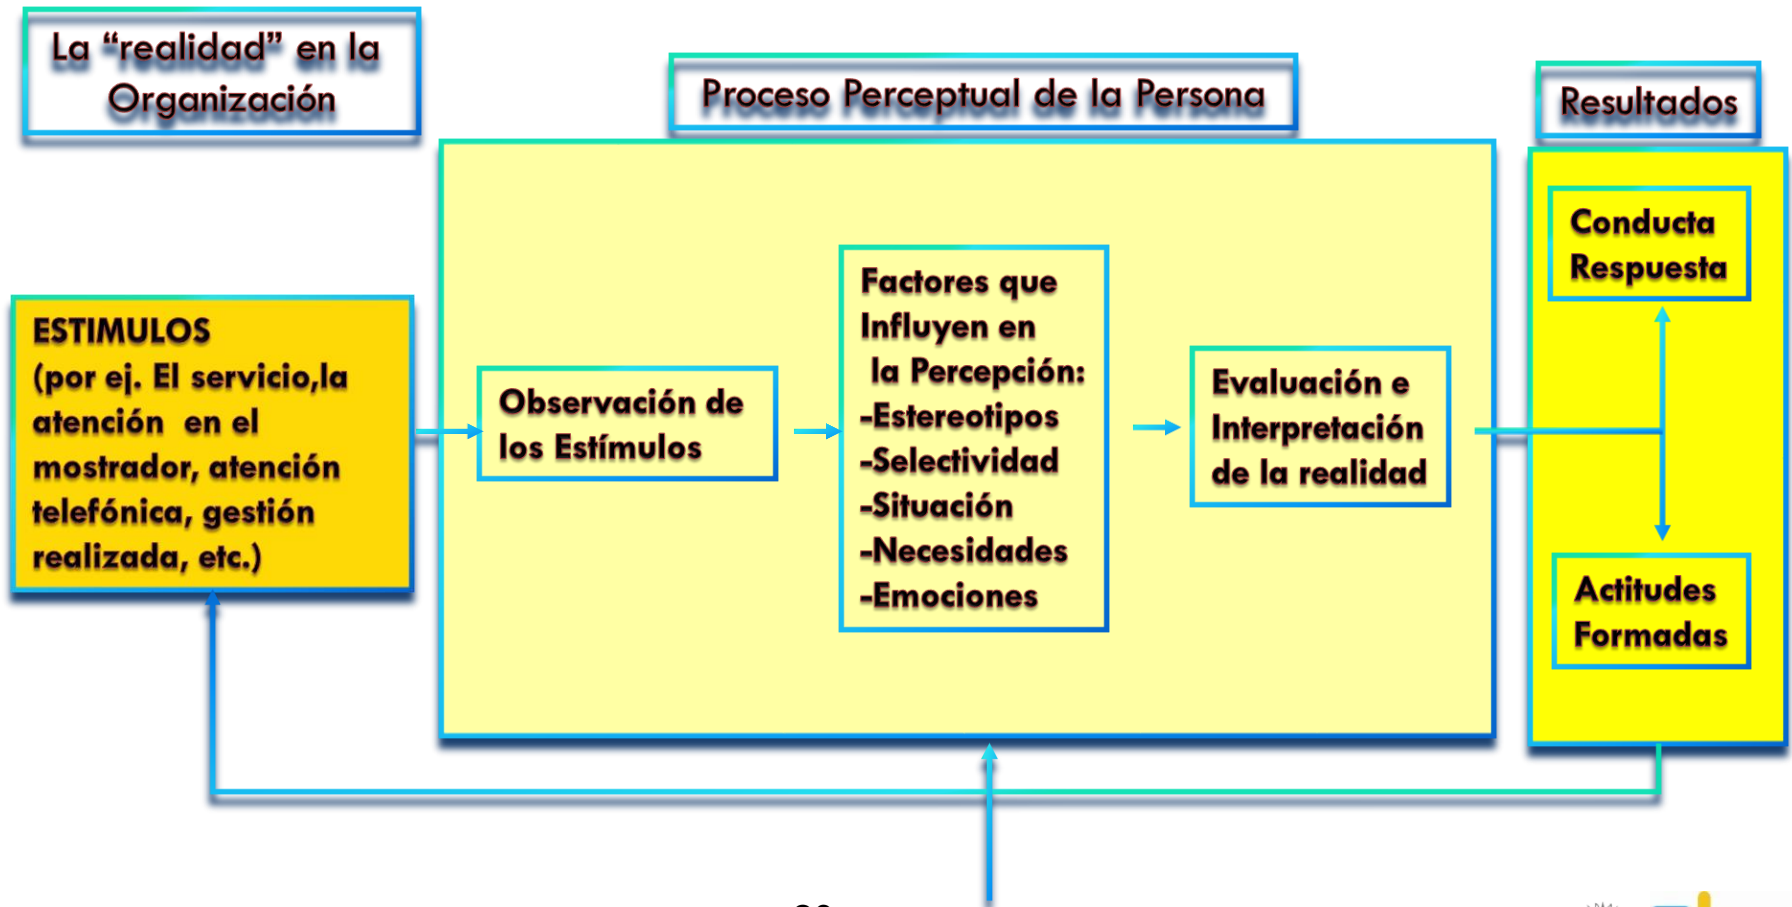 La “realidad” en la
Organización
Proceso Perceptual de la Persona
Resultados
ESTIMULOS
(por ej. El servicio,la
atención en el
mostrador, atención
telefónica, gestión
realizada, etc.)
Observación de
los Estímulos
Factores que
Influyen en
la Percepción:
-Estereotipos
-Selectividad
-Situación
-Necesidades
-Emociones
Evaluación e
Interpretación
de la realidad
Conducta
Respuesta
Actitudes
Formadas